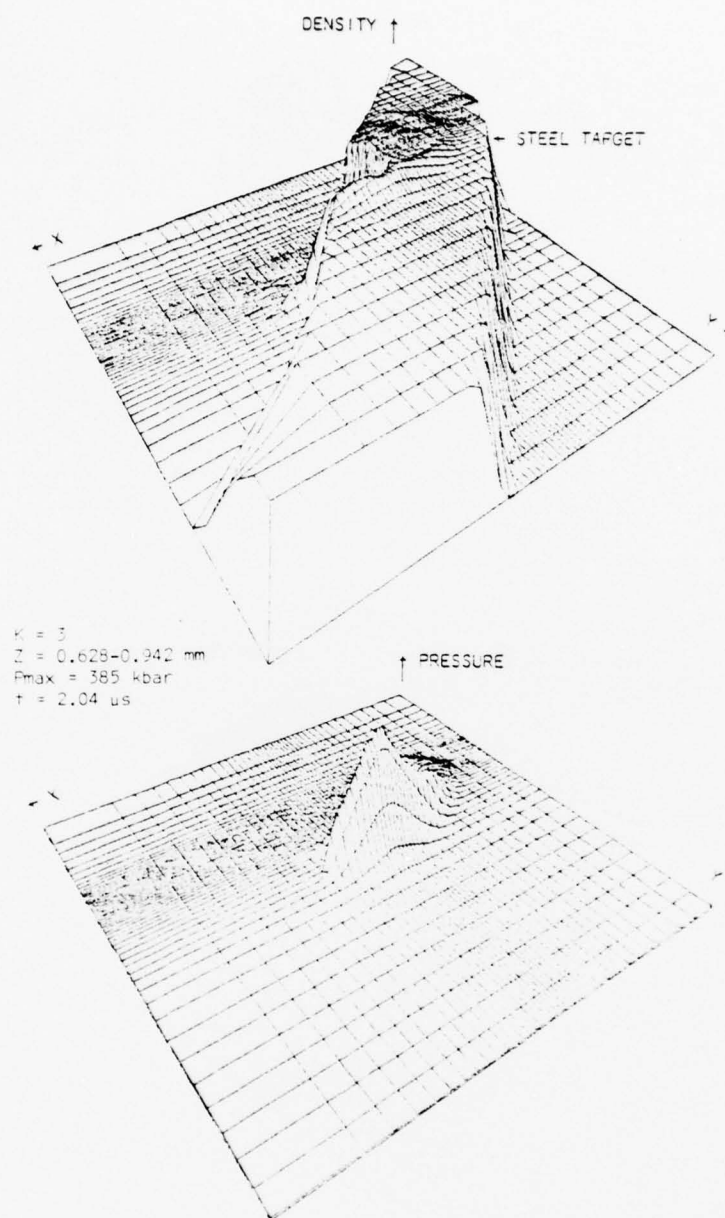 DENSITY ↑
← STEEL TARGET
← X
Y
K = 3
Z = 0.628-0.942 mm
Pmax = 385 kbar
t = 2.04 us
↑ PRESSURE
← X
Y